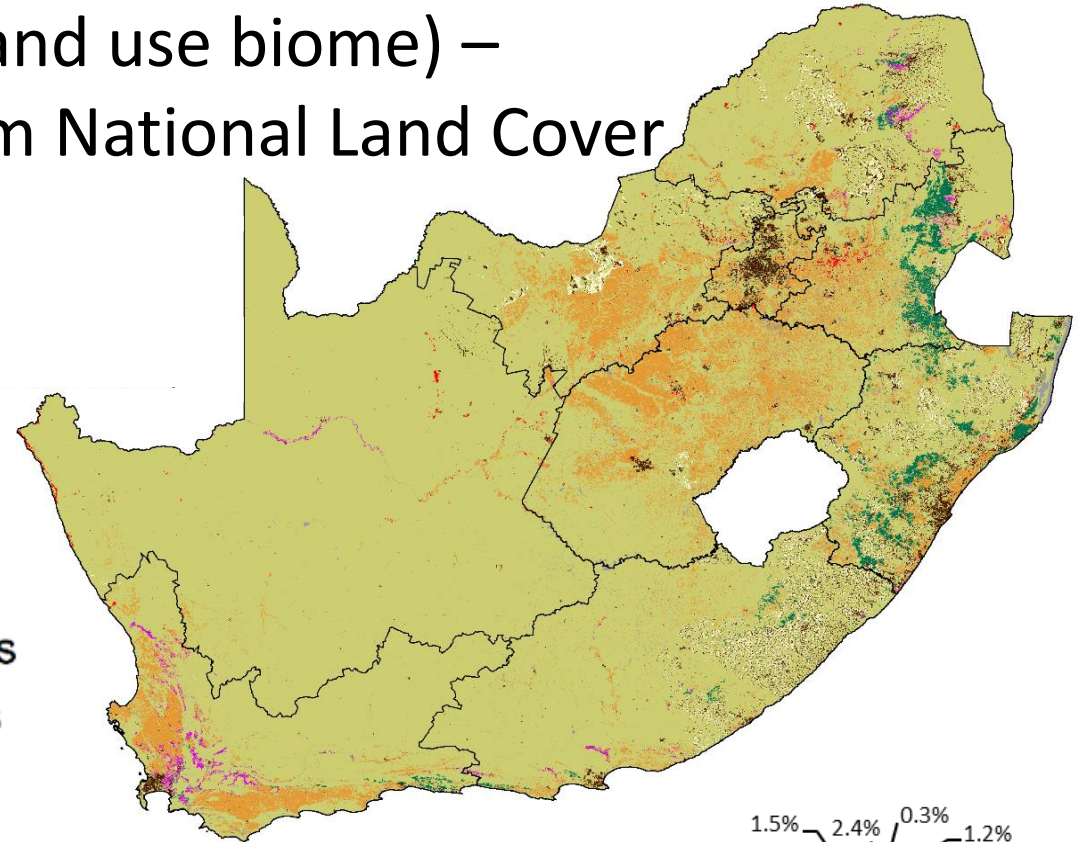 and use biome) –
m National Land Cover
s
1.5%
2.4%
0.3%
1.2%